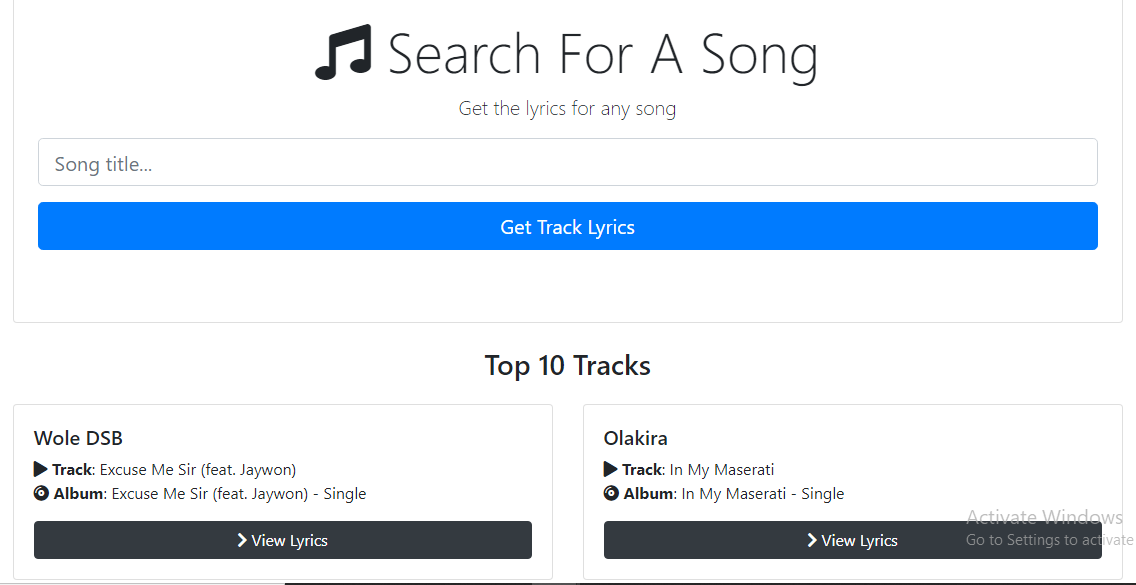 Search For A Song
Get the lyrics for any song
Song title...
Get Track Lyrics
Top 10 Tracks
Wole DSB
Track: Excuse Me Sir (feat. Jaywon)
Album: Excuse Me Sir (feat. Jaywon) - Single
View Lyrics
Olakira
Track: In My Maserati
Album: In My Maserati - Single
View Lyrics
Activate Windows
Go to Settings to activate